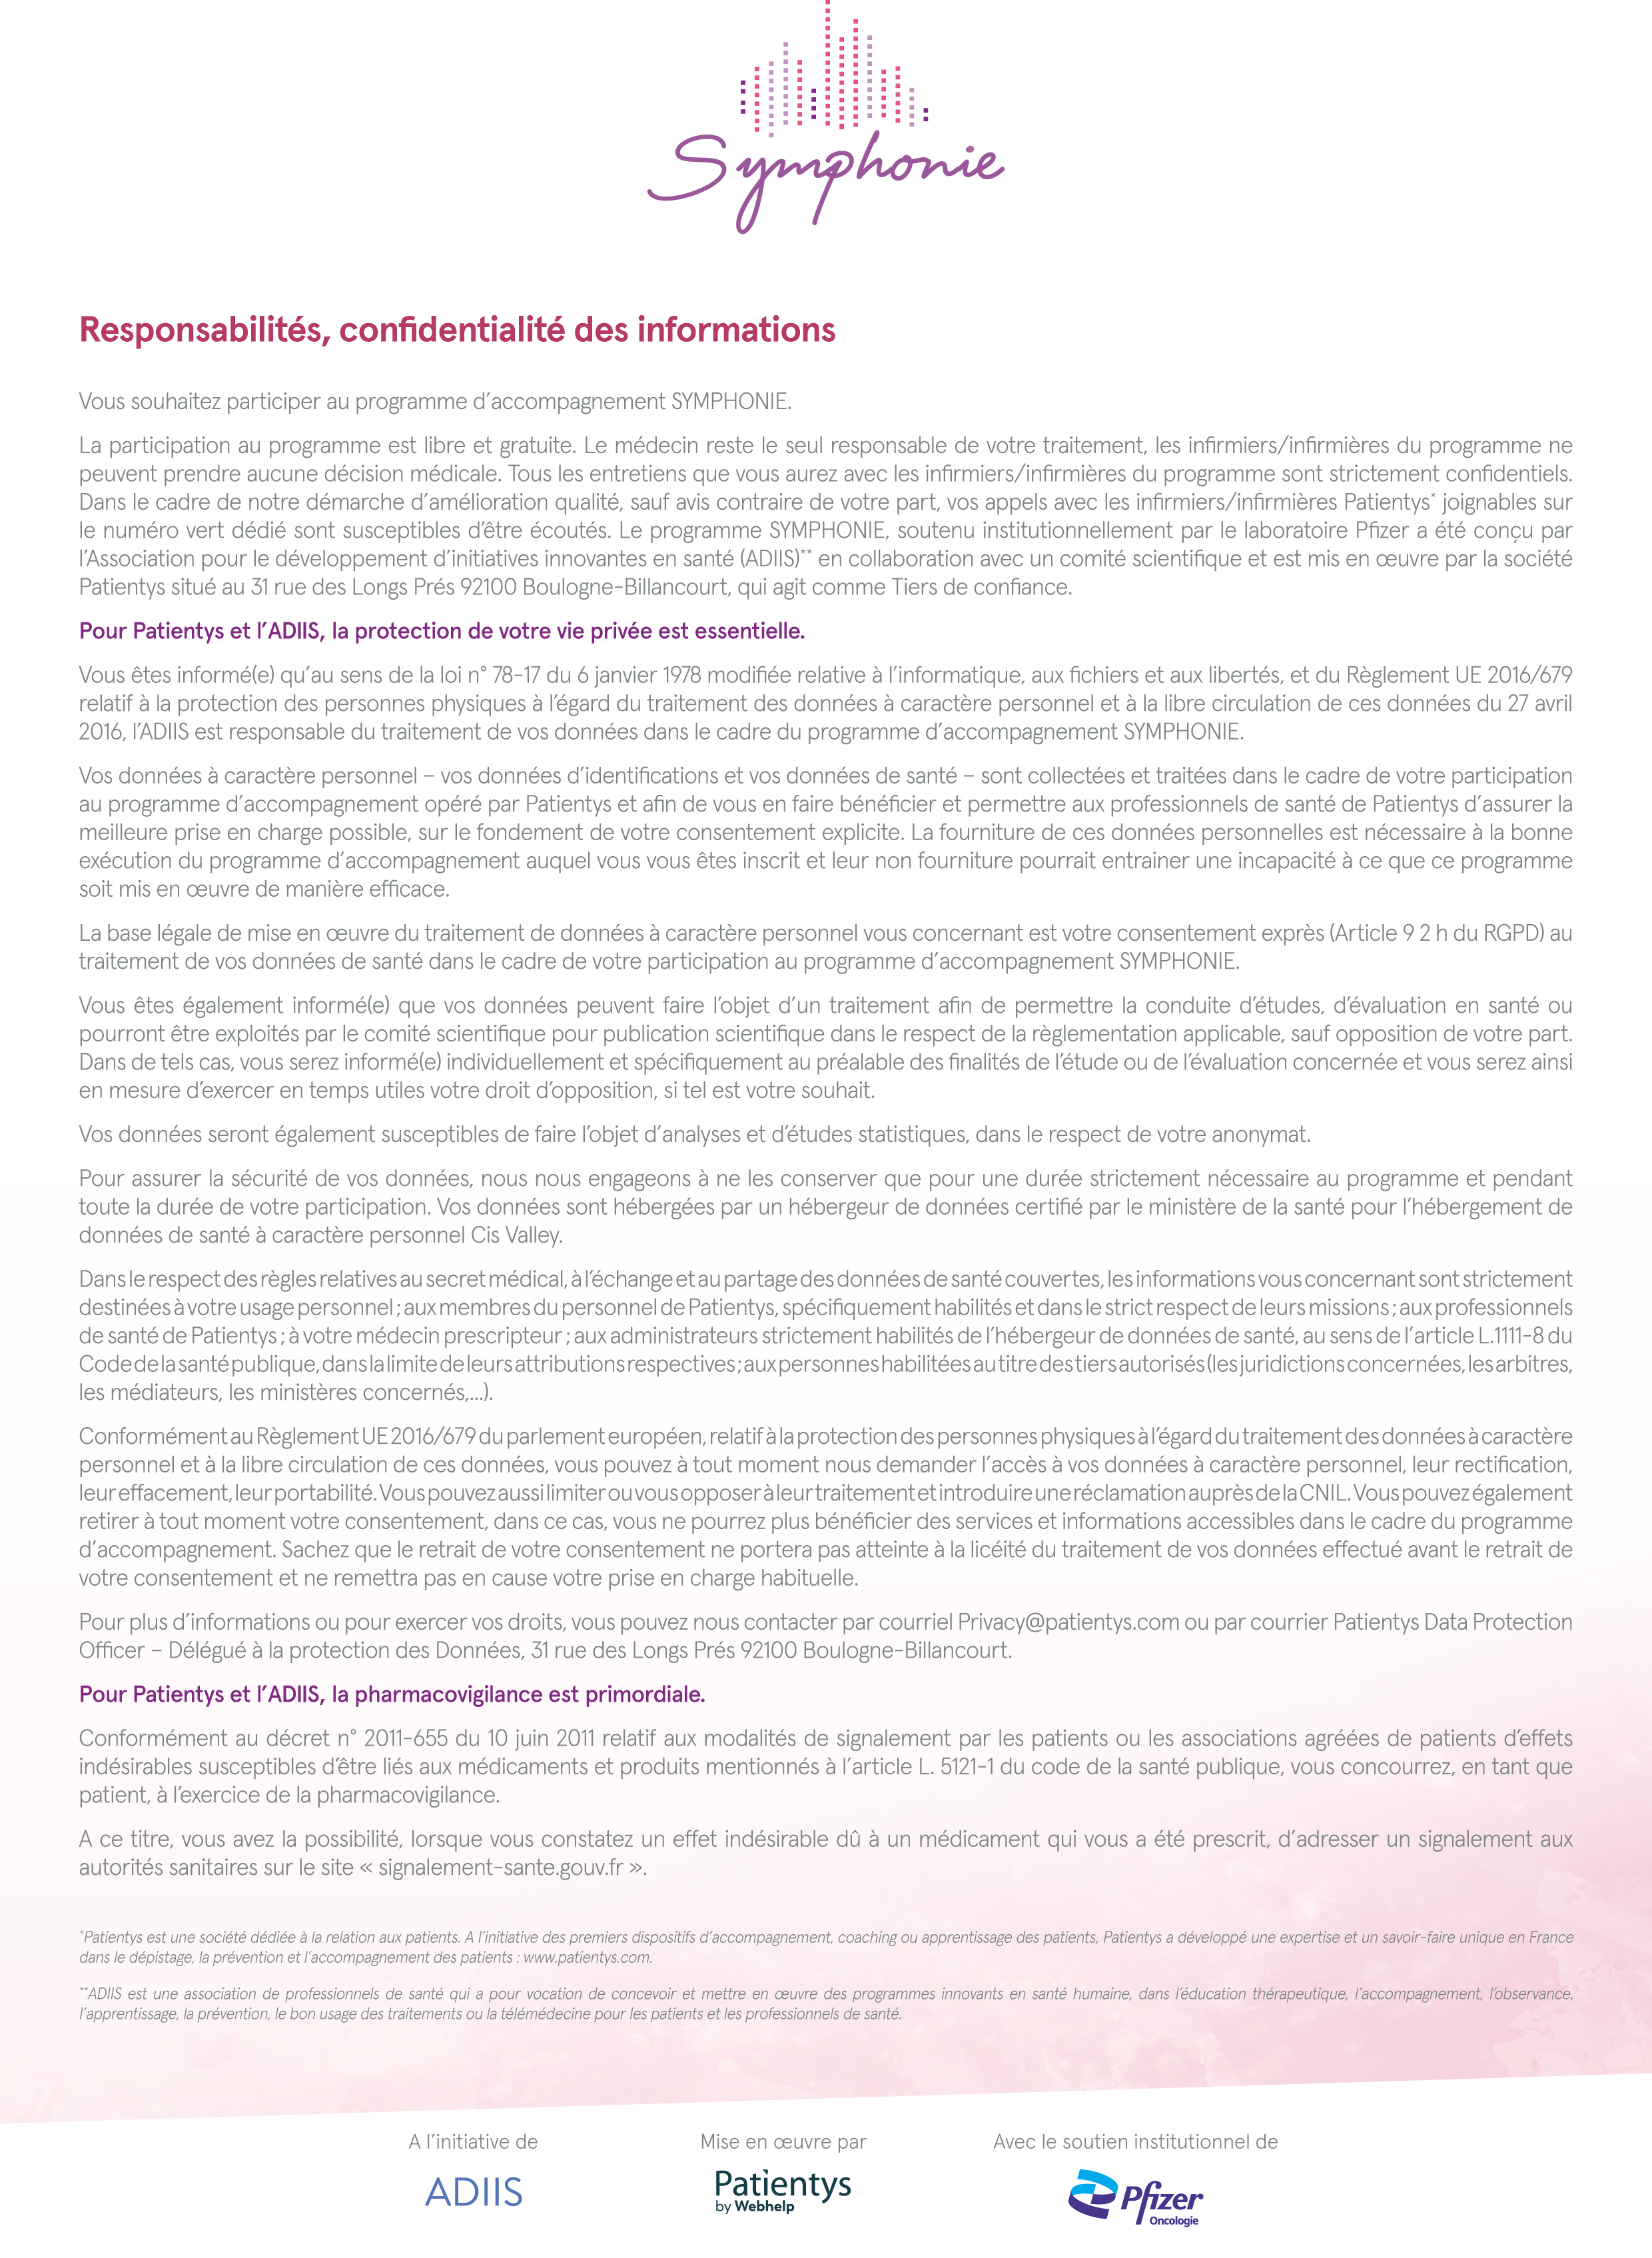 Symphonie
Responsabilités, confidentialité des informations
Vous souhaitez participer au programme d’accompagnement SYMPHONIE.
La participation au programme est libre et gratuite. Le médecin reste le seul responsable de votre traitement, les infirmiers/infirmières du programme ne
peuvent prendre aucune décision médicale. Tous les entretiens que vous aurez avec les infirmiers/infirmières du programme sont strictement confidentiels.
Dans le cadre de notre démarche d’amélioration qualité, sauf avis contraire de votre part, vos appels avec les infirmiers/infirmières Patientys* joignables sur
le numéro vert dédié sont susceptibles d’être écoutés. Le programme SYMPHONIE, soutenu institutionnellement par le laboratoire Pfizer a été conçu par
l’Association pour le développement d’initiatives innovantes en santé (ADIIS)** en collaboration avec un comité scientifique et est mis en œuvre par la société
Patientys situé au 31 rue des Longs Prés 92100 Boulogne-Billancourt, qui agit comme Tiers de confiance.
Pour Patientys et l’ADIIS, la protection de votre vie privée est essentielle.
Vous êtes informé(e) qu’au sens de la loi n° 78-17 du 6 janvier 1978 modifiée relative à l’informatique, aux fichiers et aux libertés, et du Règlement UE 2016/679
relatif à la protection des personnes physiques à l’égard du traitement des données à caractère personnel et à la libre circulation de ces données du 27 avril
2016, l’ADIIS est responsable du traitement de vos données dans le cadre du programme d’accompagnement SYMPHONIE.
Vos données à caractère personnel – vos données d’identifications et vos données de santé – sont collectées et traitées dans le cadre de votre participation
au programme d’accompagnement opéré par Patientys et afin de vous en faire bénéficier et permettre aux professionnels de santé de Patientys d’assurer la
meilleure prise en charge possible, sur le fondement de votre consentement explicite. La fourniture de ces données personnelles est nécessaire à la bonne
exécution du programme d’accompagnement auquel vous vous êtes inscrit et leur non fourniture pourrait entrainer une incapacité à ce que ce programme
soit mis en œuvre de manière efficace.
La base légale de mise en œuvre du traitement de données à caractère personnel vous concernant est votre consentement exprès (Article 9 2 h du RGPD) au
traitement de vos données de santé dans le cadre de votre participation au programme d’accompagnement SYMPHONIE.
Vous êtes également informé(e) que vos données peuvent faire l’objet d’un traitement afin de permettre la conduite d’études, d’évaluation en santé ou
pourront être exploités par le comité scientifique pour publication scientifique dans le respect de la règlementation applicable, sauf opposition de votre part.
Dans de tels cas, vous serez informé(e) individuellement et spécifiquement au préalable des finalités de l’étude ou de l’évaluation concernée et vous serez ainsi
en mesure d’exercer en temps utiles votre droit d’opposition, si tel est votre souhait.
Vos données seront également susceptibles de faire l’objet d’analyses et d’études statistiques, dans le respect de votre anonymat.
Pour assurer la sécurité de vos données, nous nous engageons à ne les conserver que pour une durée strictement nécessaire au programme et pendant
toute la durée de votre participation. Vos données sont hébergées par un hébergeur de données certifié par le ministère de la santé pour l’hébergement de
données de santé à caractère personnel Cis Valley.
Dans le respect des règles relatives au secret médical, à l’échange et au partage des données de santé couvertes, les informations vous concernant sont strictement
destinées à votre usage personnel ; aux membres du personnel de Patientys, spécifiquement habilités et dans le strict respect de leurs missions ; aux professionnels
de santé de Patientys ; à votre médecin prescripteur ; aux administrateurs strictement habilités de l’hébergeur de données de santé, au sens de l’article L.1111-8 du
Code de la santé publique, dans la limite de leurs attributions respectives ; aux personnes habilitées au titre des tiers autorisés (les juridictions concernées, les arbitres,
les médiateurs, les ministères concernés,...).
Conformément au Règlement UE 2016/679 du parlement européen, relatif à la protection des personnes physiques à l’égard du traitement des données à caractère
personnel et à la libre circulation de ces données, vous pouvez à tout moment nous demander l’accès à vos données à caractère personnel, leur rectification,
leur effacement, leur portabilité. Vous pouvez aussi limiter ou vous opposer à leur traitement et introduire une réclamation auprès de la CNIL. Vous pouvez également
retirer à tout moment votre consentement, dans ce cas, vous ne pourrez plus bénéficier des services et informations accessibles dans le cadre du programme
d’accompagnement. Sachez que le retrait de votre consentement ne portera pas atteinte à la licéité du traitement de vos données effectué avant le retrait de
votre consentement et ne remettra pas en cause votre prise en charge habituelle.
Pour plus d’informations ou pour exercer vos droits, vous pouvez nous contacter par courriel Privacy@patientys.com ou par courrier Patientys Data Protection
Officer – Délégué à la protection des Données, 31 rue des Longs Prés 92100 Boulogne-Billancourt.
Pour Patientys et l’ADIIS, la pharmacovigilance est primordiale.
Conformément au décret n° 2011-655 du 10 juin 2011 relatif aux modalités de signalement par les patients ou les associations agréées de patients d’effets
indésirables susceptibles d’être liés aux médicaments et produits mentionnés à l’article L. 5121-1 du code de la santé publique, vous concourrez, en tant que
patient, à l’exercice de la pharmacovigilance.
A ce titre, vous avez la possibilité, lorsque vous constatez un effet indésirable dû à un médicament qui vous a été prescrit, d’adresser un signalement aux
autorités sanitaires sur le site « signalement-sante.gouv.fr ».
*Patientys est une société dédiée à la relation aux patients. A l’initiative des premiers dispositifs d’accompagnement, coaching ou apprentissage des patients, Patientys a développé une expertise et un savoir-faire unique en France
dans le dépistage, la prévention et l’accompagnement des patients : www.patientys.com.
**ADIIS est une association de professionnels de santé qui a pour vocation de concevoir et mettre en œuvre des programmes innovants en santé humaine, dans l’éducation thérapeutique, l’accompagnement, l’observance,
l’apprentissage, la prévention, le bon usage des traitements ou la télémédecine pour les patients et les professionnels de santé.
A l’initiative de
ADIIS
Mise en œuvre par
Patientys
by Webhelp
Avec le soutien institutionnel de
Pfizer
Oncologie